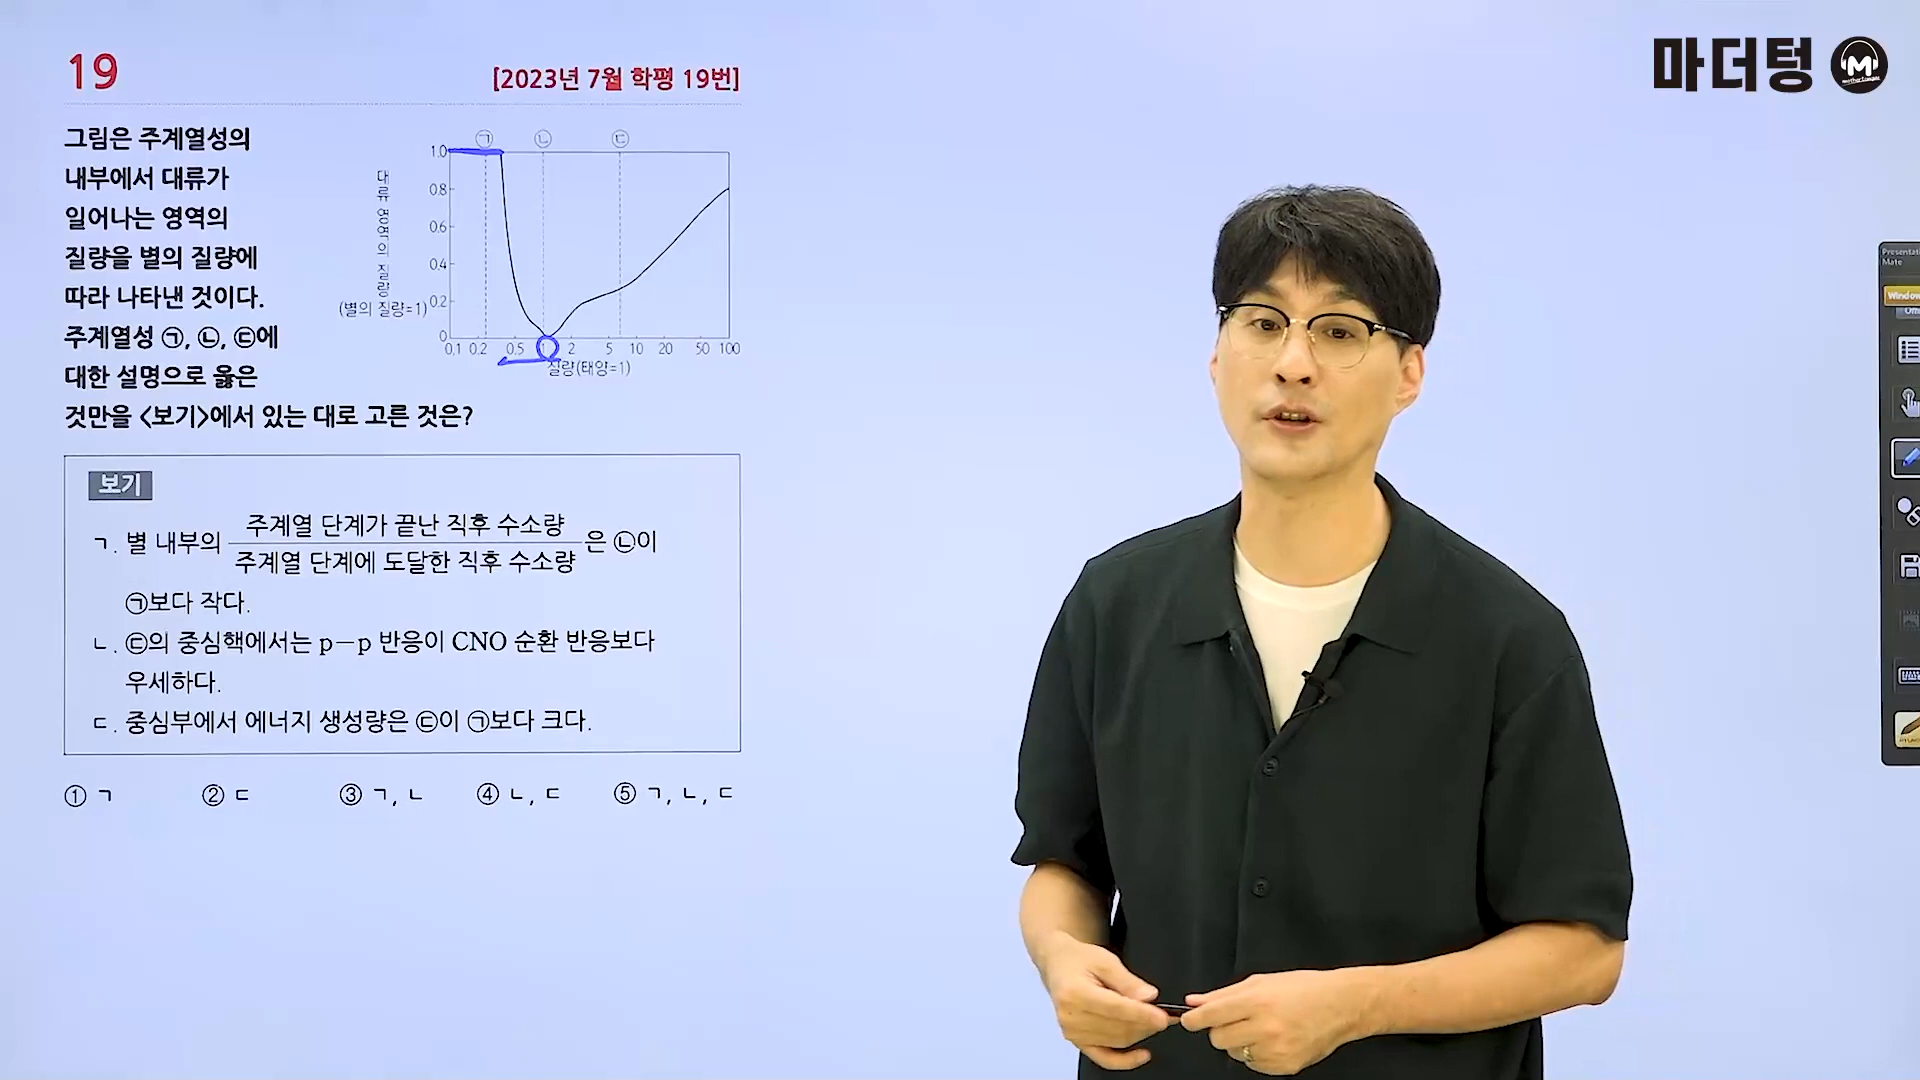 마더텅
M
19
[2023년 7월 학평 19번]
그림은 주계열성의
내부에서 대류가
일어나는 영역의
질량을 별의 질량에
따라 나타낸 것이다.
주계열성 ㉠, ㉡, ㉢에
대한 설명으로 옳은
것만을 <보기>에서 있는 대로 고른 것은?
㉠ ㉡ ㉢
대류 영역의 질량
(별의 질량=1)
1.0
0.8
0.6
0.4
0.2
0
0.1 0.2 0.5 1 2 5 10 20 50 100
질량(태양=1)
보기
ㄱ. 별 내부의 주계열 단계가 끝난 직후 수소량
주계열 단계에 도달한 직후 수소량 은 ㉡이
㉠보다 작다.
ㄴ. ㉢의 중심핵에서는 p-p 반응이 CNO 순환 반응보다
우세하다.
ㄷ. 중심부에서 에너지 생성량은 ㉢이 ㉠보다 크다.
① ㄱ ② ㄷ ③ ㄱ, ㄴ ④ ㄴ, ㄷ ⑤ ㄱ, ㄴ, ㄷ